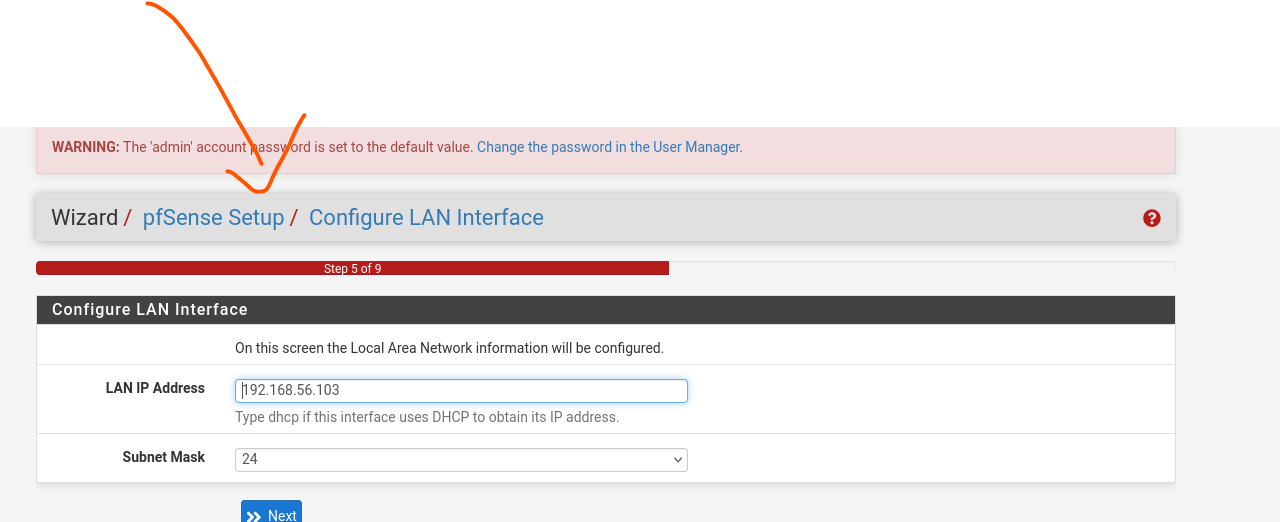 WARNING: The 'admin' account password is set to the default value. Change the password in the User Manager.
Wizard / pfSense Setup / Configure LAN Interface
Step 5 of 9
Configure LAN Interface
On this screen the Local Area Network information will be configured.
LAN IP Address 192.168.56.103
Type dhcp if this interface uses DHCP to obtain its IP address.
Subnet Mask 24
Next